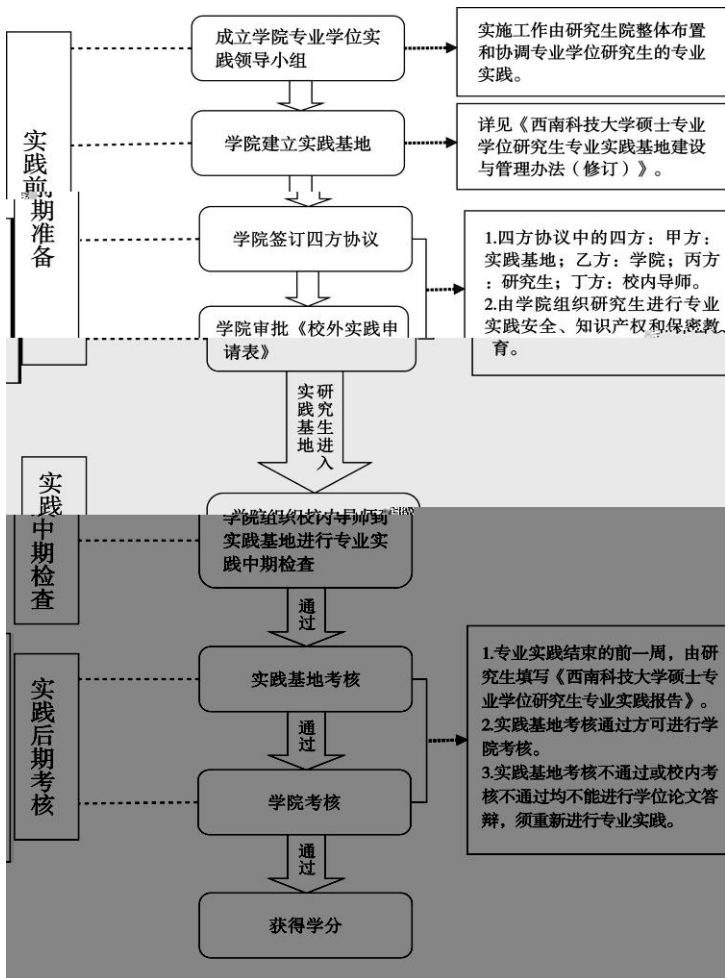 成立学院专业学位实
践领导小组
实施工作由研究生院整体布置
和协调专业学位研究生的专业
实践。
实践前期准备
学院建立实践基地
详见《西南科技大学硕士专业
学位研究生专业实践基地建设
与管理办法（修订）》。
学院签订四方协议
1.四方协议中的四方：甲方：
实践基地；乙方：学院；丙方
：研究生；丁方：校内导师。
2.由学院组织研究生进行专业
实践安全、知识产权和保密教
育。
学院审批《校外实践申
请表》
研究生进入
实践基地
实践中期检查
学院组织校内导师到
实践基地进行专业实
践中期检查
通过
实践后期考核
实践基地考核
1.专业实践结束的前一周，由研
究生填写《西南科技大学硕士专
业学位研究生专业实践报告》。
2.实践基地考核通过方可进行学
院考核。
3.实践基地考核不通过或校内考
核不通过均不能进行学位论文答
辩，须重新进行专业实践。
通过
学院考核
通过
获得学分